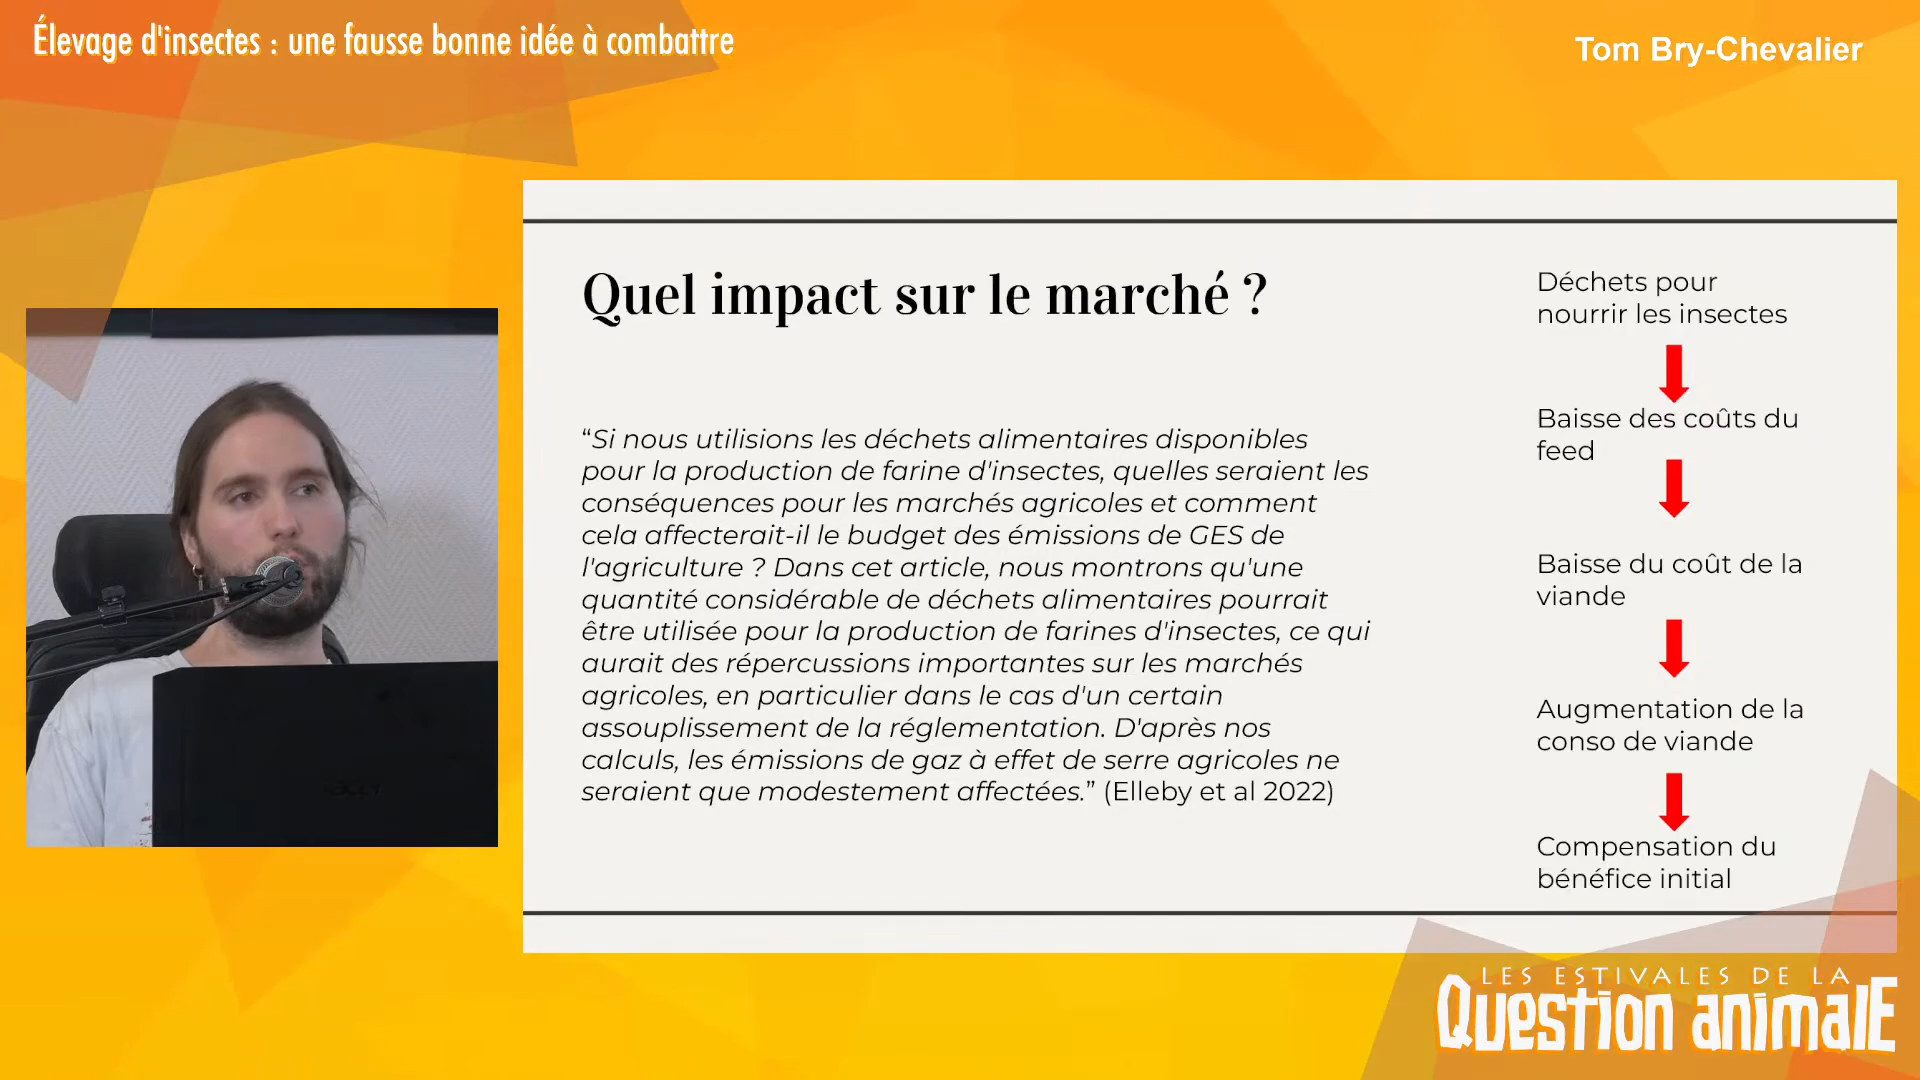 Élevage d'insectes : une fausse bonne idée à combattre
Tom Bry-Chevalier
Quel impact sur le marché ?
“Si nous utilisions les déchets alimentaires disponibles
pour la production de farine d'insectes, quelles seraient les
conséquences pour les marchés agricoles et comment
cela affecterait-il le budget des émissions de GES de
l'agriculture ? Dans cet article, nous montrons qu'une
quantité considérable de déchets alimentaires pourrait
être utilisée pour la production de farines d'insectes, ce qui
aurait des répercussions importantes sur les marchés
agricoles, en particulier dans le cas d'un certain
assouplissement de la réglementation. D'après nos
calculs, les émissions de gaz à effet de serre agricoles ne
seraient que modestement affectées.” (Elleby et al 2022)
Déchets pour
nourrir les insectes
Baisse des coûts du
feed
Baisse du coût de la
viande
Augmentation de la
conso de viande
Compensation du
bénéfice initial
acer
LES ESTIVALES DE LA
QUESTION ANIMALE